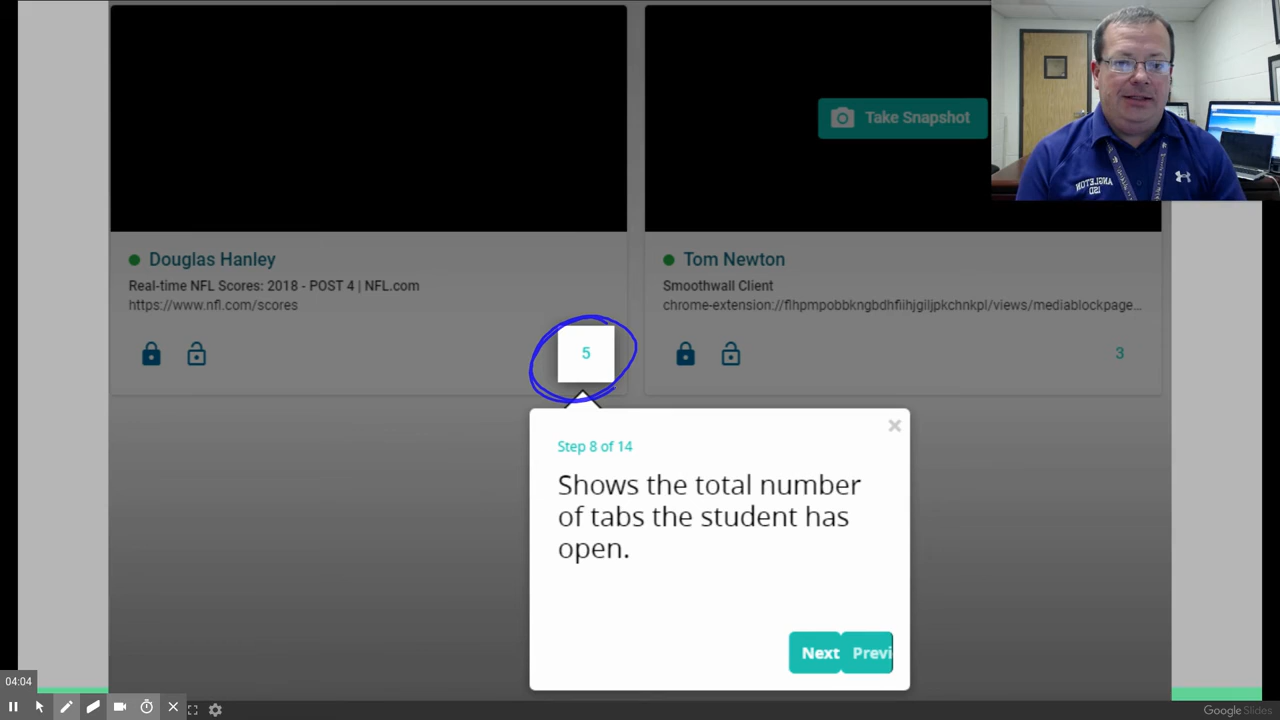 Take Snapshot
ANGLETON
ISD
Douglas Hanley
Real-time NFL Scores: 2018 - POST 4 | NFL.com
https://www.nfl.com/scores
5
Tom Newton
Smoothwall Client
chrome-extension://flhpmpobbkngbdhfiihjgiljpkchnkpl/views/mediablockpage...
3
Step 8 of 14
Shows the total number
of tabs the student has
open.
Next
Previ
04:04
Google Slides